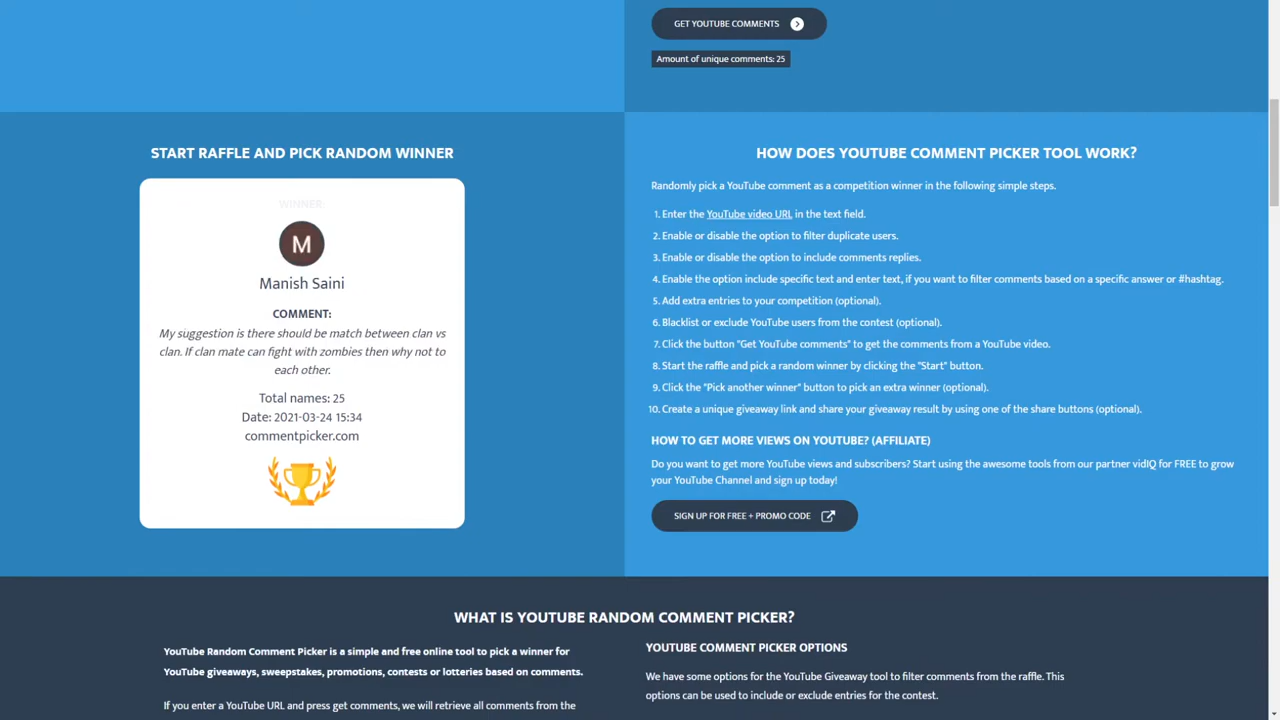 GET YOUTUBE COMMENTS
Amount of unique comments: 25
START RAFFLE AND PICK RANDOM WINNER
WINNER:
M
Manish Saini
COMMENT:
My suggestion is there should be match between clan vs
clan. If clan mate can fight with zombies then why not to
each other.
Total names: 25
Date: 2021-03-24 15:34
commentpicker.com
HOW DOES YOUTUBE COMMENT PICKER TOOL WORK?
Randomly pick a YouTube comment as a competition winner in the following simple steps.
1. Enter the YouTube video URL in the text field.
2. Enable or disable the option to filter duplicate users.
3. Enable or disable the option to include comments replies.
4. Enable the option include specific text and enter text, if you want to filter comments based on a specific answer or #hashtag.
5. Add extra entries to your competition (optional).
6. Blacklist or exclude YouTube users from the contest (optional).
7. Click the button "Get YouTube comments" to get the comments from a YouTube video.
8. Start the raffle and pick a random winner by clicking the "Start" button.
9. Click the "Pick another winner" button to pick an extra winner (optional).
10. Create a unique giveaway link and share your giveaway result by using one of the share buttons (optional).
HOW TO GET MORE VIEWS ON YOUTUBE? (AFFILIATE)
Do you want to get more YouTube views and subscribers? Start using the awesome tools from our partner vidIQ for FREE to grow
your YouTube Channel and sign up today!
SIGN UP FOR FREE + PROMO CODE
WHAT IS YOUTUBE RANDOM COMMENT PICKER?
YouTube Random Comment Picker is a simple and free online tool to pick a winner for
YouTube giveaways, sweepstakes, promotions, contests or lotteries based on comments.
If you enter a YouTube URL and press get comments, we will retrieve all comments from the
YOUTUBE COMMENT PICKER OPTIONS
We have some options for the YouTube Giveaway tool to filter comments from the raffle. This
options can be used to include or exclude entries for the contest.